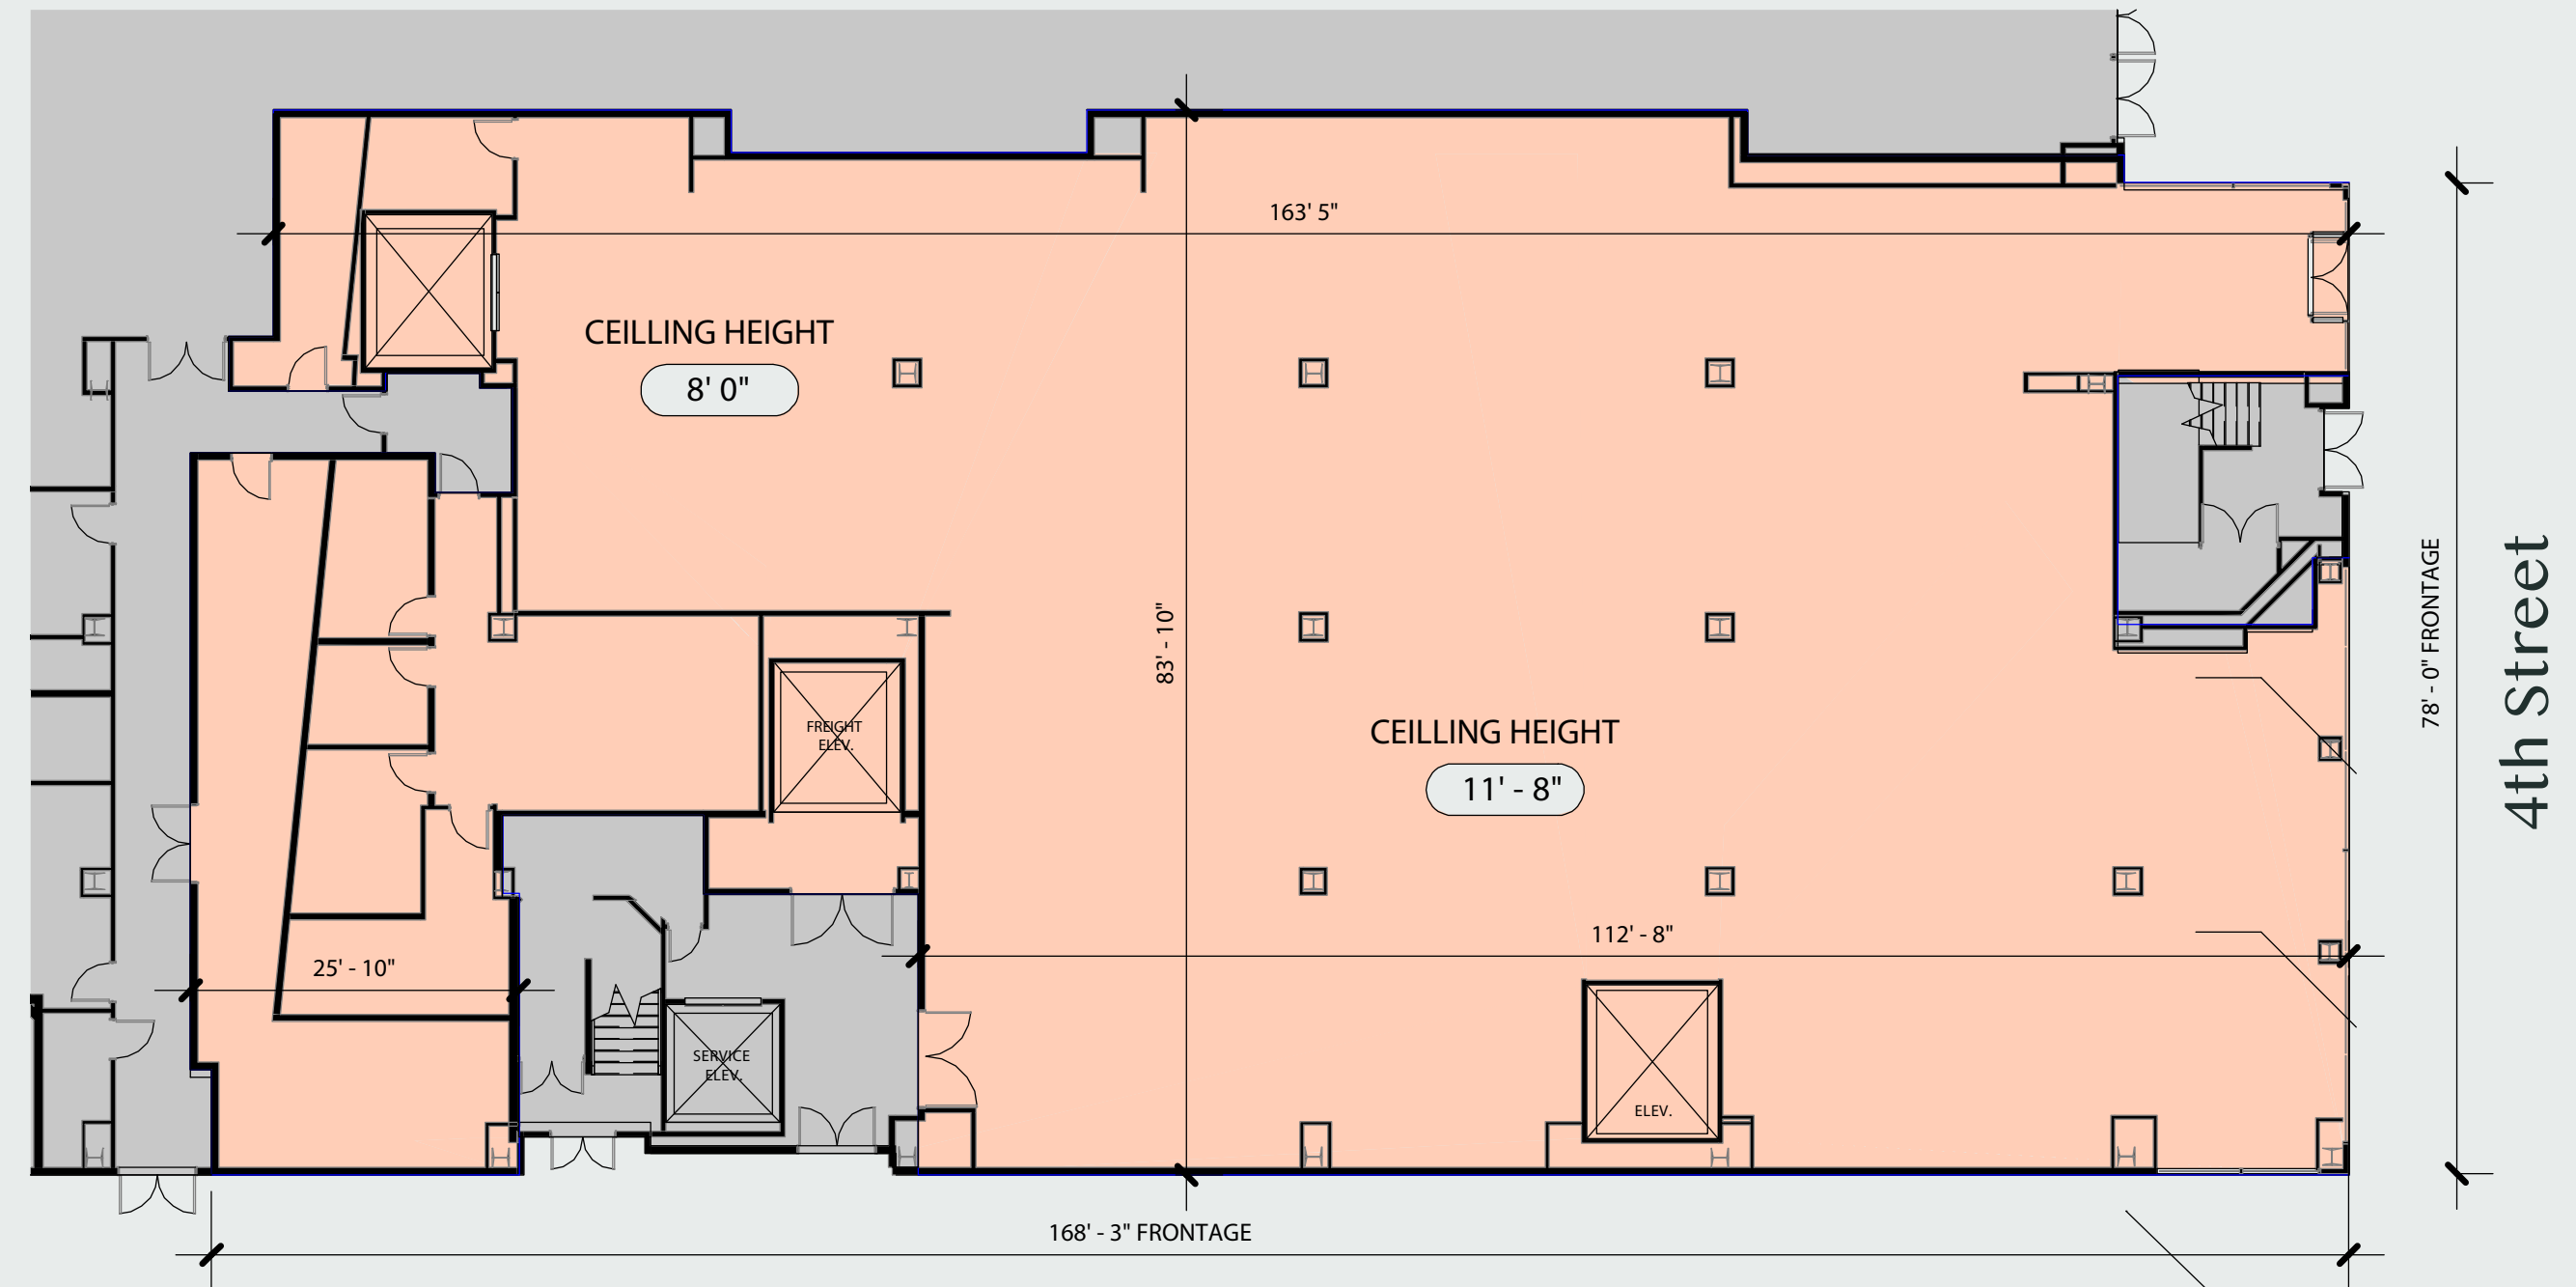 163' 5"
CEILLING HEIGHT
8' 0"
83' - 10"
78' - 0" FRONTAGE
4th Street
FREIGHT
ELEV.
CEILLING HEIGHT
11' - 8"
112' - 8"
25' - 10"
SERVICE
ELEV.
ELEV.
168' - 3" FRONTAGE